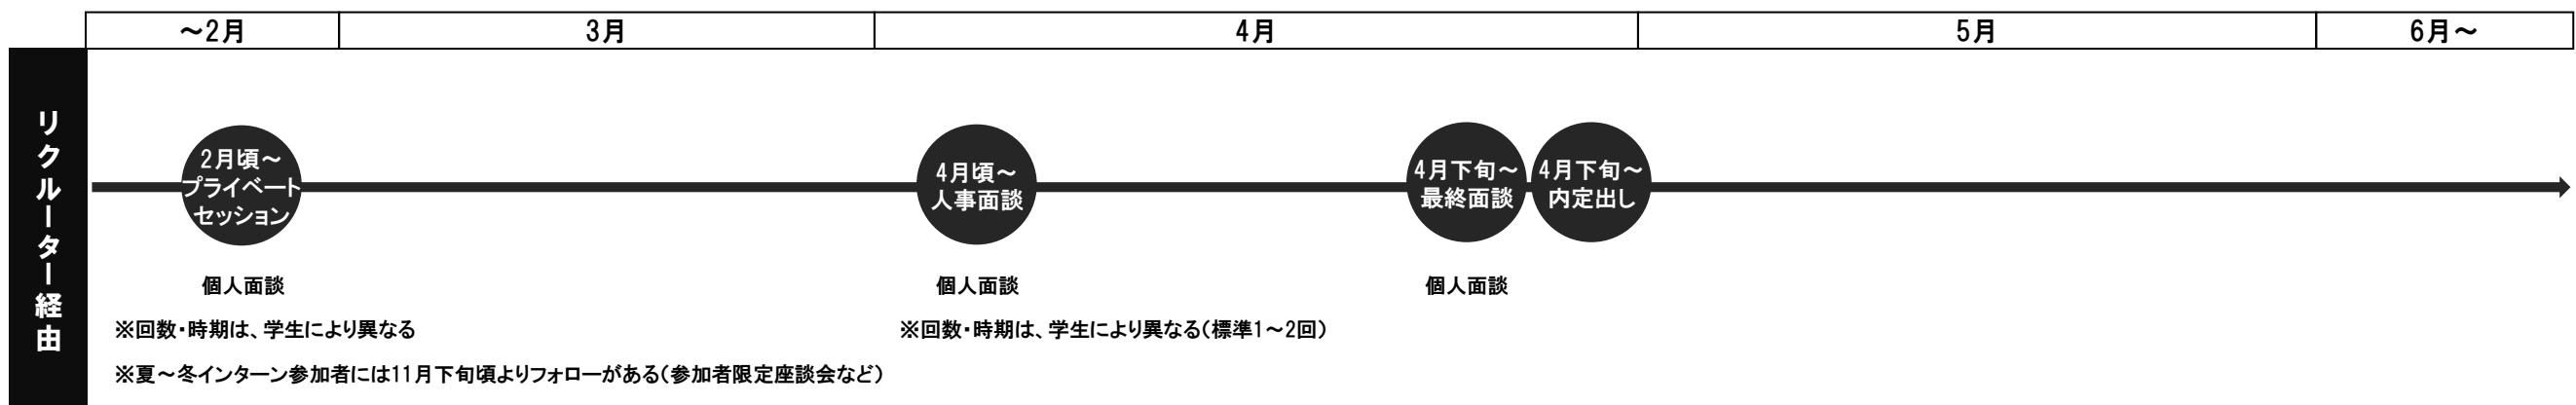 ～2月
3月
4月
5月
6月～
リクルーター経由
2月頃～
プライベート
セッション
4月頃～
人事面談
4月下旬～
最終面談
4月下旬～
内定出し
個人面談
個人面談
個人面談
※回数・時期は、学生により異なる
※回数・時期は、学生により異なる（標準1～2回）
※夏～冬インターン参加者には11月下旬頃よりフォローがある（参加者限定座談会など）